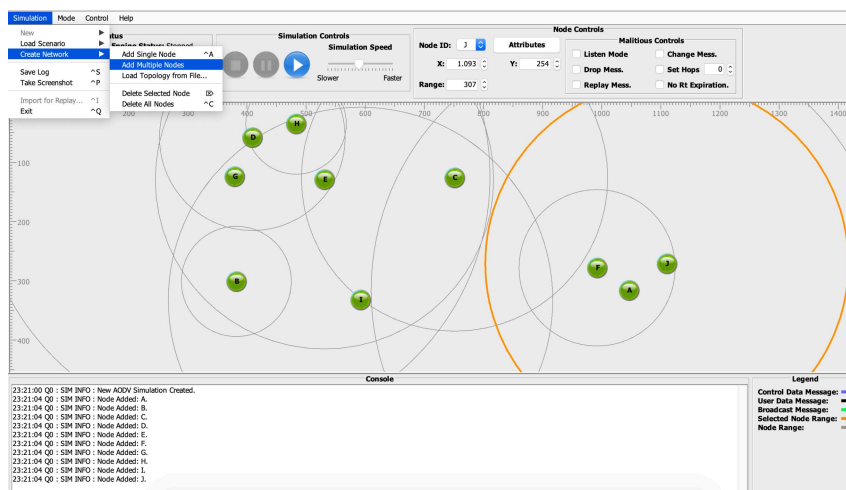 Simulation Mode Control Help
New
Load Scenario
Create Network
Save Log ^S
Take Screenshot ^P
Import for Replay... ^I
Exit ^Q
Add Single Node ^A
Add Multiple Nodes
Load Topology from File...
Delete Selected Node
Delete All Nodes ^C
Simulation Controls
Simulation Speed
Slower Faster
Node Controls
Node ID: J Attributes
X: 1.093 Y: 254
Range: 307
Malitious Controls
Listen Mode Change Mess.
Drop Mess. Set Hops 0
Replay Mess. No Rt Expiration.
200 300 400 500 600 700 800 900 1000 1100 1200 1300 1400
100
200
300
400
H
D
G
E
C
B
I
F
J
A
Console
23:21:00 Q0 : SIM INFO : New AODV Simulation Created.
23:21:04 Q0 : SIM INFO : Node Added: A.
23:21:04 Q0 : SIM INFO : Node Added: B.
23:21:04 Q0 : SIM INFO : Node Added: C.
23:21:04 Q0 : SIM INFO : Node Added: D.
23:21:04 Q0 : SIM INFO : Node Added: E.
23:21:04 Q0 : SIM INFO : Node Added: F.
23:21:04 Q0 : SIM INFO : Node Added: G.
23:21:04 Q0 : SIM INFO : Node Added: H.
23:21:04 Q0 : SIM INFO : Node Added: I.
23:21:04 Q0 : SIM INFO : Node Added: J.
Legend
Control Data Message:
User Data Message:
Broadcast Message:
Selected Node Range:
Node Range: